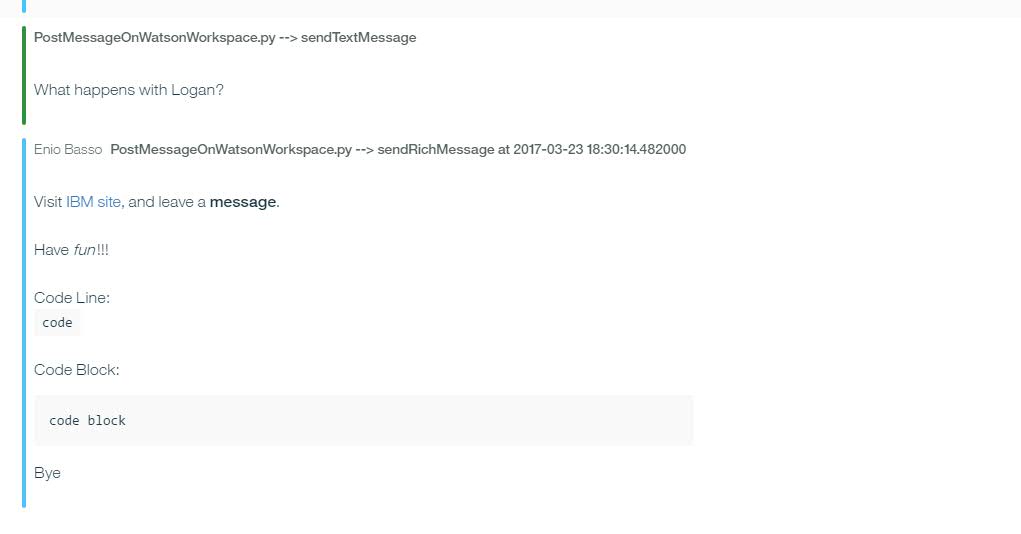 PostMessageOnWatsonWorkspace.py --> sendTextMessage
What happens with Logan?
Enio Basso PostMessageOnWatsonWorkspace.py --> sendRichMessage at 2017-03-23 18:30:14.482000
Visit IBM site, and leave a message.
Have fun!!!
Code Line:
code
Code Block:
code block
Bye